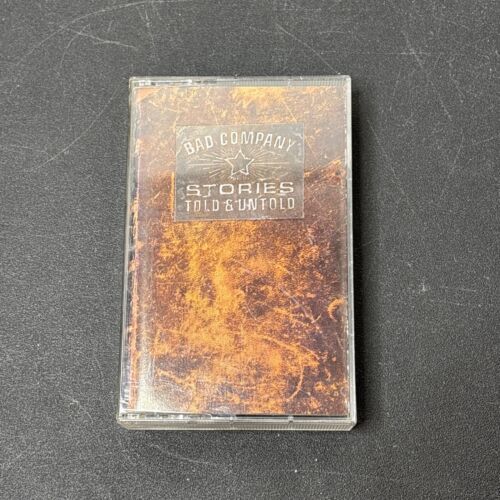 BAD COMPANY
STORIES
TOLD & UNTOLD